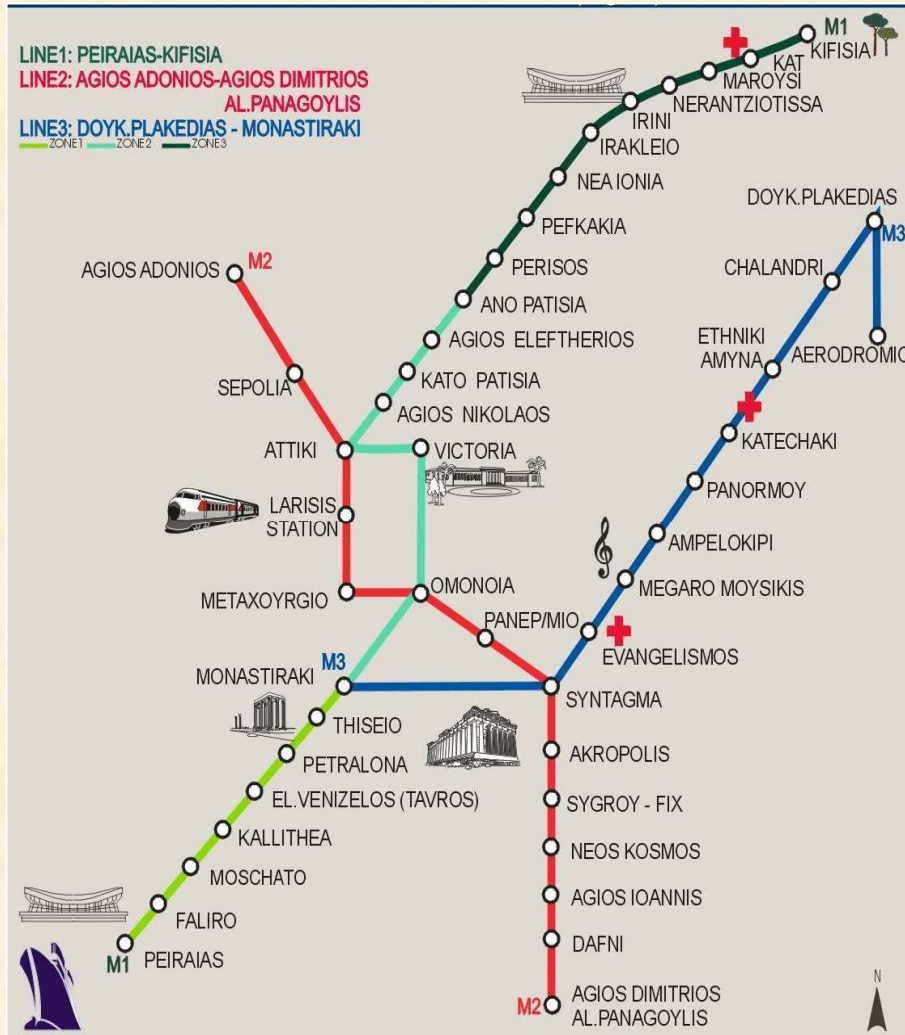 LINE1: PEIRAIAS-KIFISIA
LINE2: AGIOS ADONIOS-AGIOS DIMITRIOS
AL.PANAGOYLIS
LINE3: DOYK.PLAKEDIAS - MONASTIRAKI
ZONE1 ZONE2 ZONE3
M1
KIFISIA
KAT
MAROYSI
NERANTZIOTISSA
IRINI
IRAKLEIO
NEA IONIA
PEFKAKIA
PERISOS
ANO PATISIA
AGIOS ELEFTHERIOS
KATO PATISIA
AGIOS NIKOLAOS
M2
AGIOS ADONIOS
SEPOLIA
ATTIKI
VICTORIA
LARISIS
STATION
METAXOYRGIO
OMONOIA
PANEP/MIO
DOYK.PLAKEDIAS
M3
CHALANDRI
ETHNIKI
AMYNA
AERODROMIO
KATECHAKI
PANORMOY
AMPELOKIPI
MEGARO MOYSIKIS
EVANGELISMOS
M3
MONASTIRAKI
SYNTAGMA
THISEIO
PETRALONA
EL.VENIZELOS (TAVROS)
KALLITHEA
MOSCHATO
FALIRO
M1 PEIRAIAS
AKROPOLIS
SYGROY - FIX
NEOS KOSMOS
AGIOS IOANNIS
DAFNI
M2
AGIOS DIMITRIOS
AL.PANAGOYLIS
N